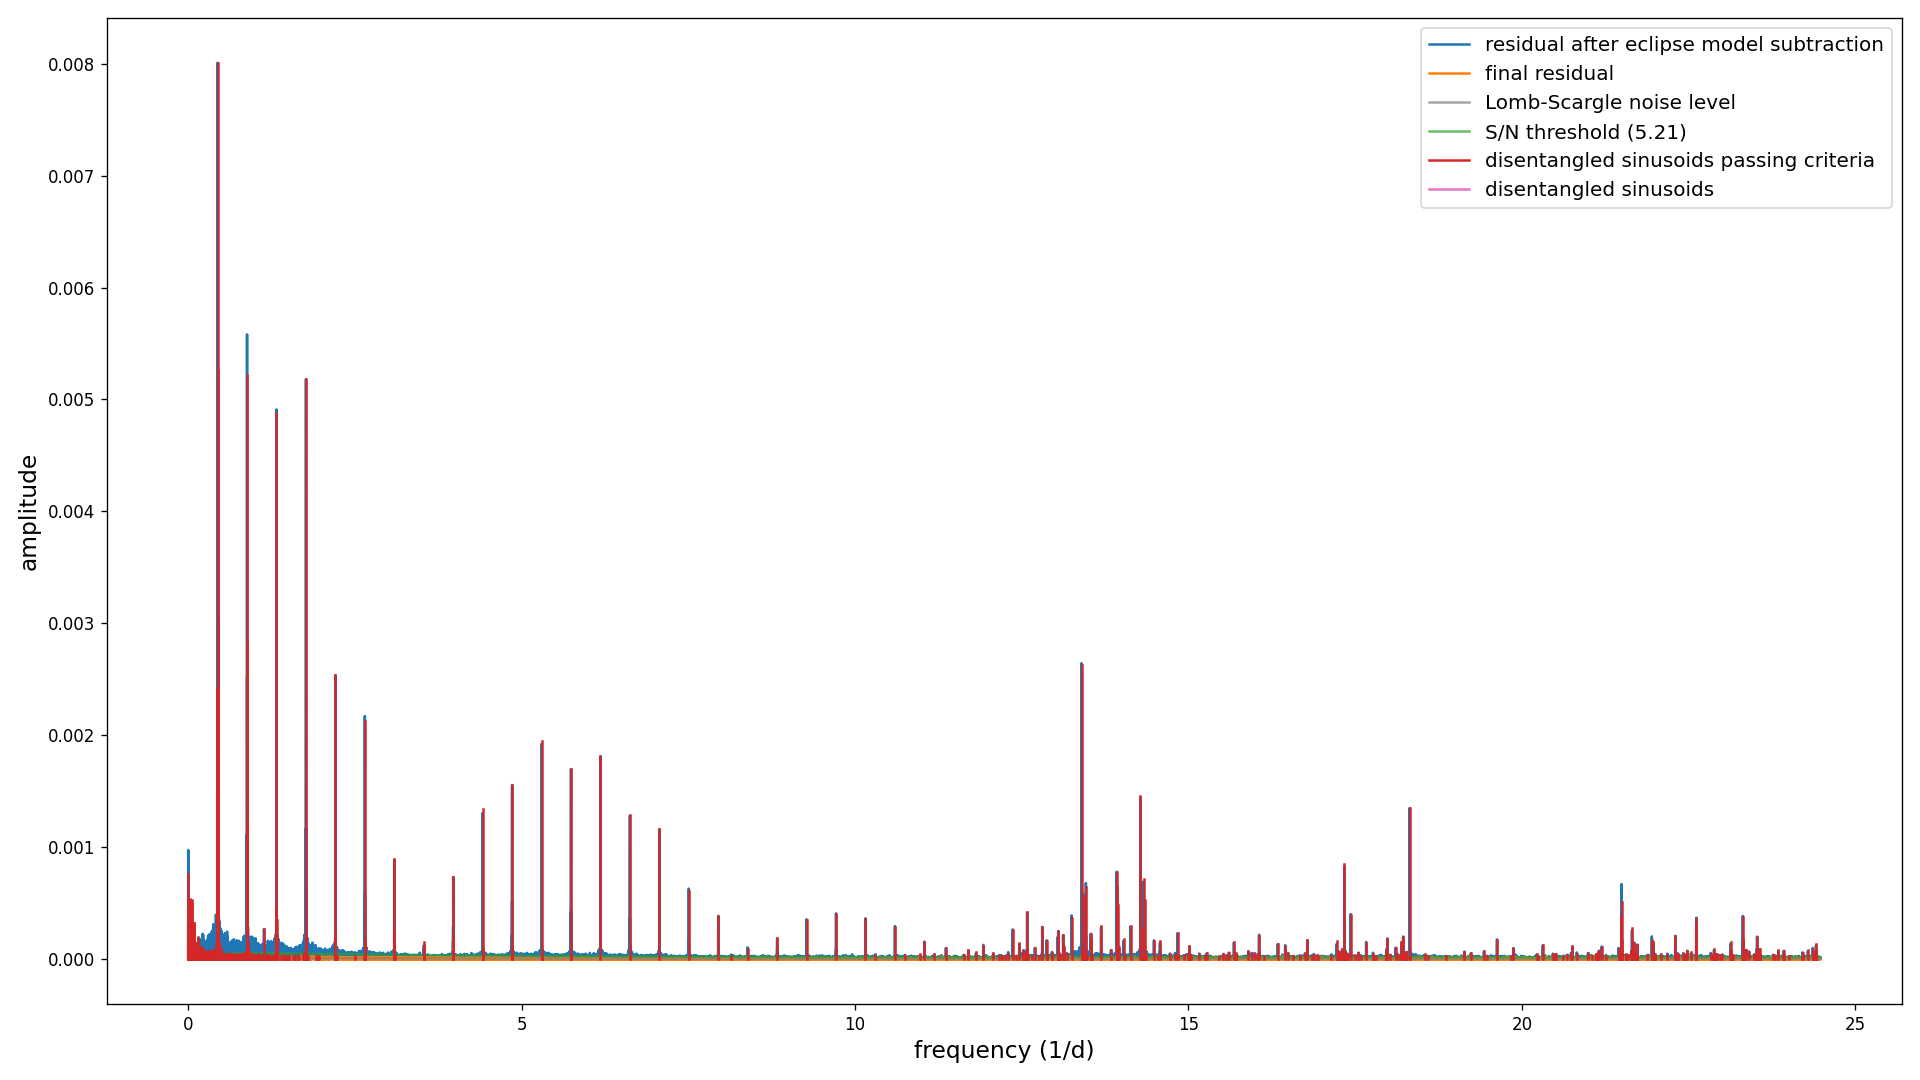 residual after eclipse model subtraction
final residual
Lomb-Scargle noise level
S/N threshold (5.21)
disentangled sinusoids passing criteria
disentangled sinusoids
0.008
0.007
0.006
0.005
0.004
0.003
0.002
0.001
0.000
amplitude
0 5 10 15 20 25
frequency (1/d)